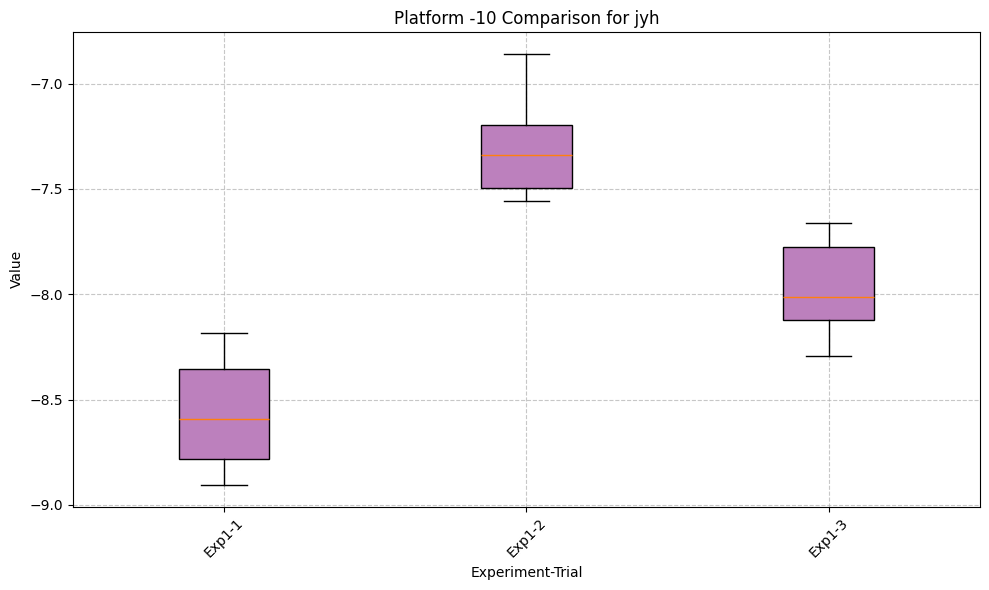 Platform -10 Comparison for jyh
Value
−7.0
−7.5
−8.0
−8.5
−9.0
Exp1-1
Exp1-2
Exp1-3
Experiment-Trial